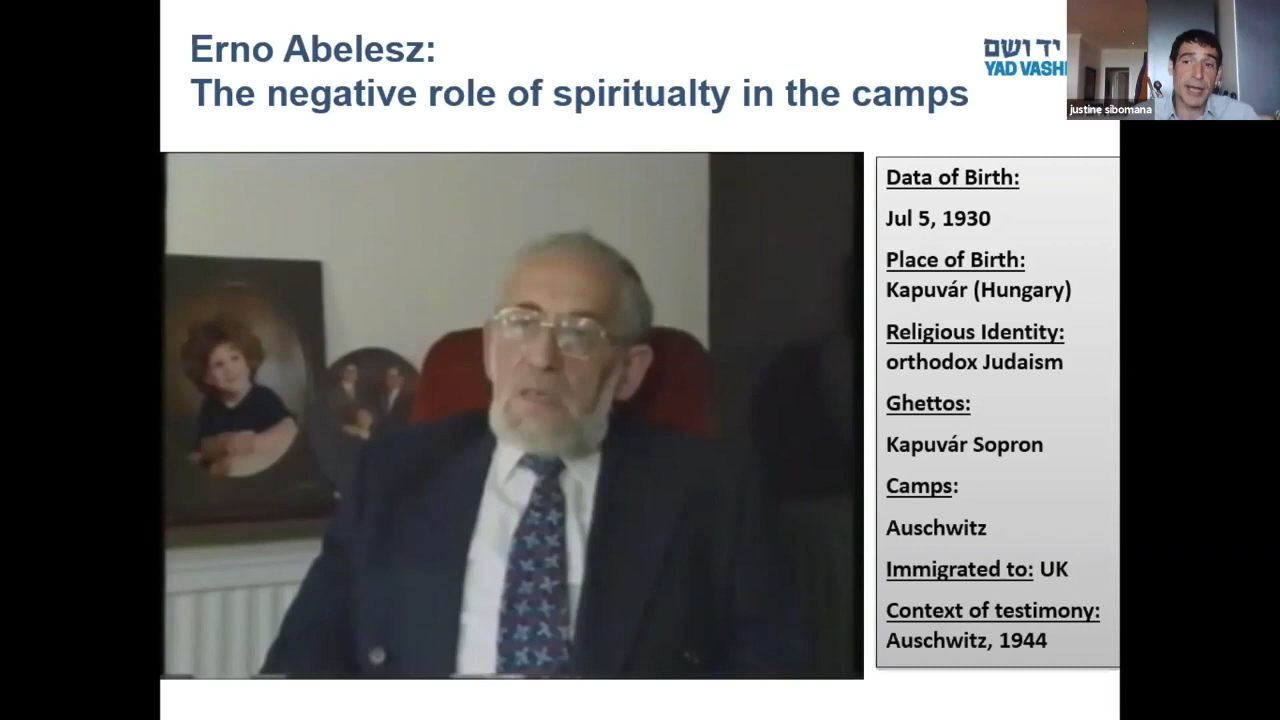 Erno Abelesz:
The negative role of spiritualty in the camps
יד ושם
YAD VASH
justine sibomana
Data of Birth:
Jul 5, 1930
Place of Birth:
Kapuvár (Hungary)
Religious Identity:
orthodox Judaism
Ghettos:
Kapuvár Sopron
Camps:
Auschwitz
Immigrated to: UK
Context of testimony:
Auschwitz, 1944